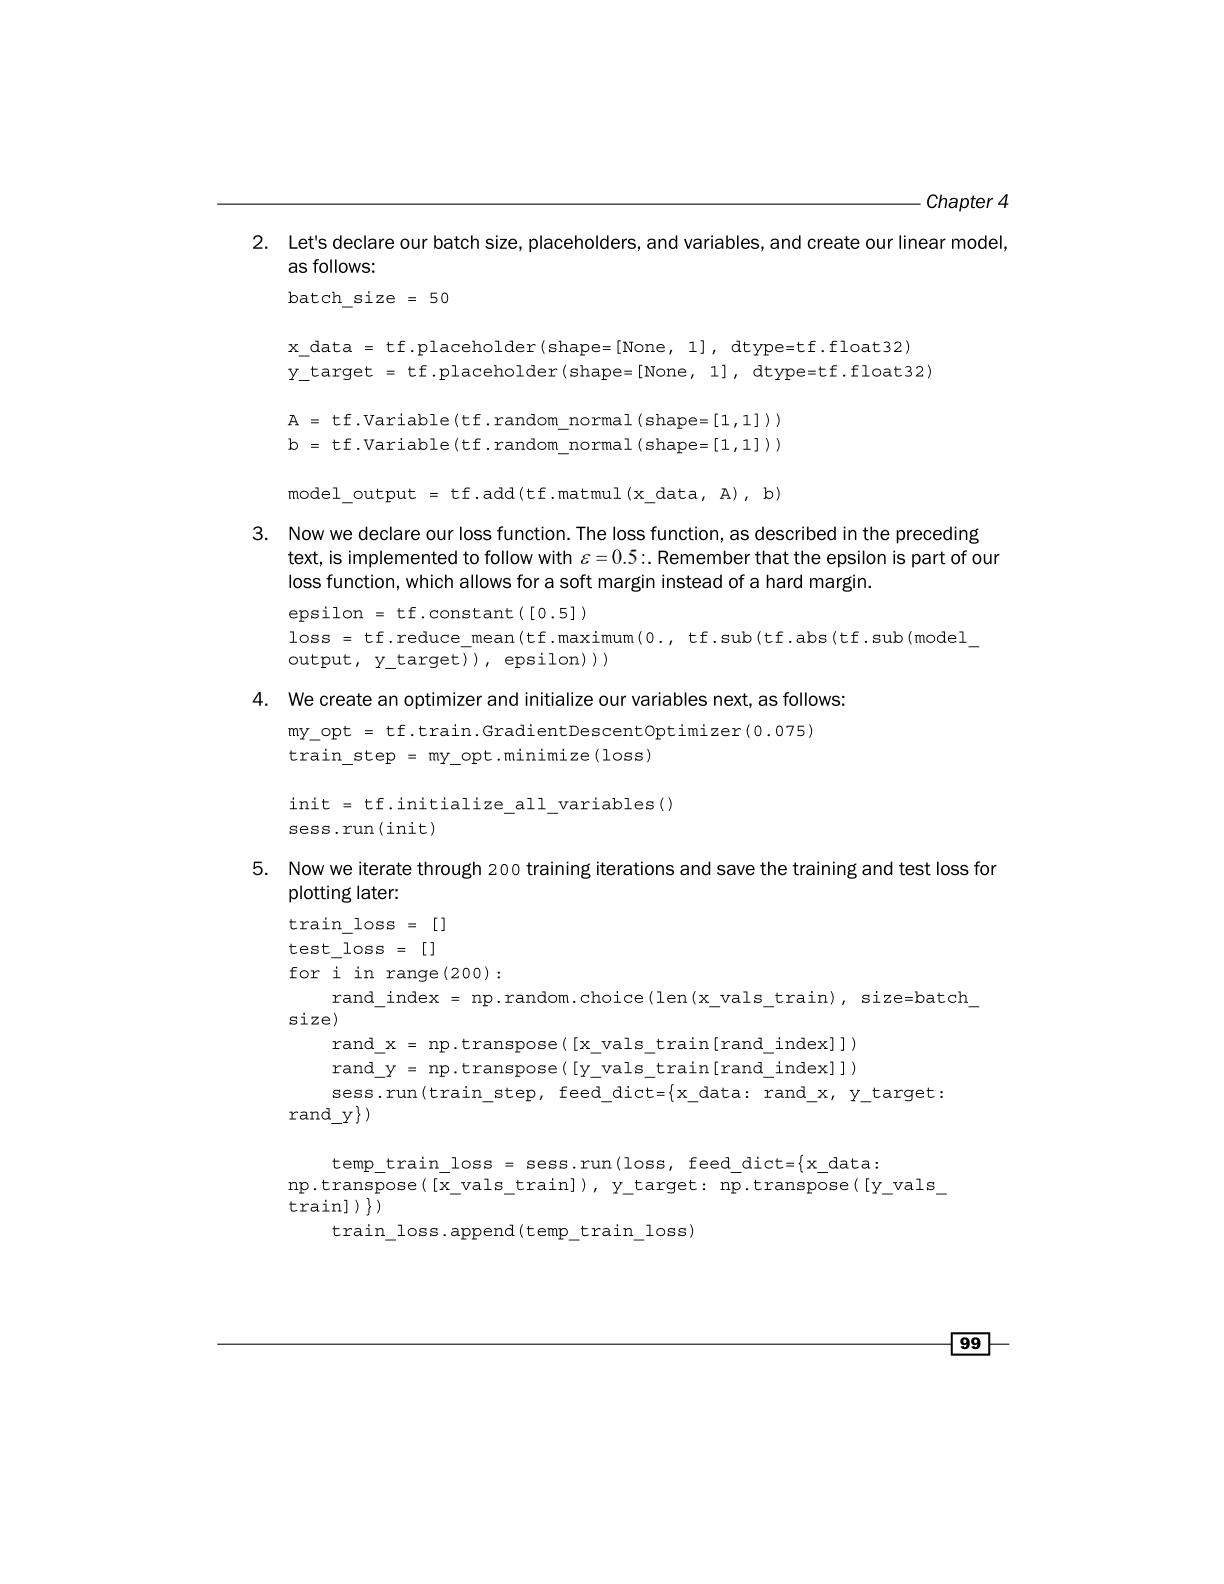 Chapter 4
2. Let's declare our batch size, placeholders, and variables, and create our linear model,
as follows:
batch_size = 50
x_data = tf.placeholder(shape=[None, 1], dtype=tf.float32)
y_target = tf.placeholder(shape=[None, 1], dtype=tf.float32)
A = tf.Variable(tf.random_normal(shape=[1,1]))
b = tf.Variable(tf.random_normal(shape=[1,1]))
model_output = tf.add(tf.matmul(x_data, A), b)
3. Now we declare our loss function. The loss function, as described in the preceding
text, is implemented to follow with ε = 0.5:. Remember that the epsilon is part of our
loss function, which allows for a soft margin instead of a hard margin.
epsilon = tf.constant([0.5])
loss = tf.reduce_mean(tf.maximum(0., tf.sub(tf.abs(tf.sub(model_
output, y_target)), epsilon)))
4. We create an optimizer and initialize our variables next, as follows:
my_opt = tf.train.GradientDescentOptimizer(0.075)
train_step = my_opt.minimize(loss)
init = tf.initialize_all_variables()
sess.run(init)
5. Now we iterate through 200 training iterations and save the training and test loss for
plotting later:
train_loss = []
test_loss = []
for i in range(200):
    rand_index = np.random.choice(len(x_vals_train), size=batch_
size)
    rand_x = np.transpose([x_vals_train[rand_index]])
    rand_y = np.transpose([y_vals_train[rand_index]])
    sess.run(train_step, feed_dict={x_data: rand_x, y_target:
rand_y})
    temp_train_loss = sess.run(loss, feed_dict={x_data:
np.transpose([x_vals_train]), y_target: np.transpose([y_vals_
train])})
    train_loss.append(temp_train_loss)
99